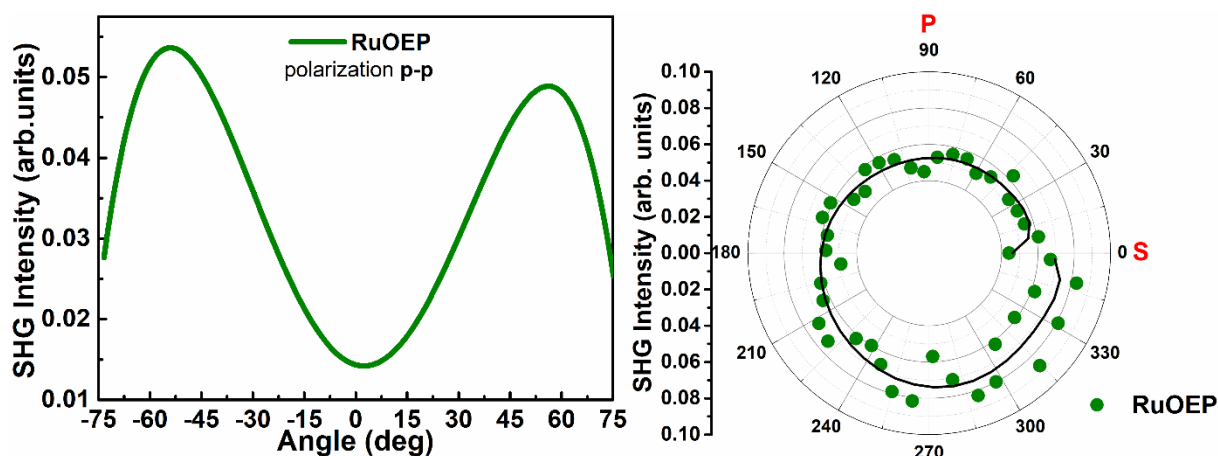 SHG Intensity (arb.units)
0.05
0.04
0.03
0.02
0.01
RuOEP
polarization p-p
-75 -60 -45 -30 -15 0 15 30 45 60 75
Angle (deg)
SHG Intensity (arb. units)
0.10
0.08
0.06
0.04
0.02
0.00
0.02
0.04
0.06
0.08
0.10
P
90
120 60
150 30
180 0 S
210 330
240 300
270
RuOEP